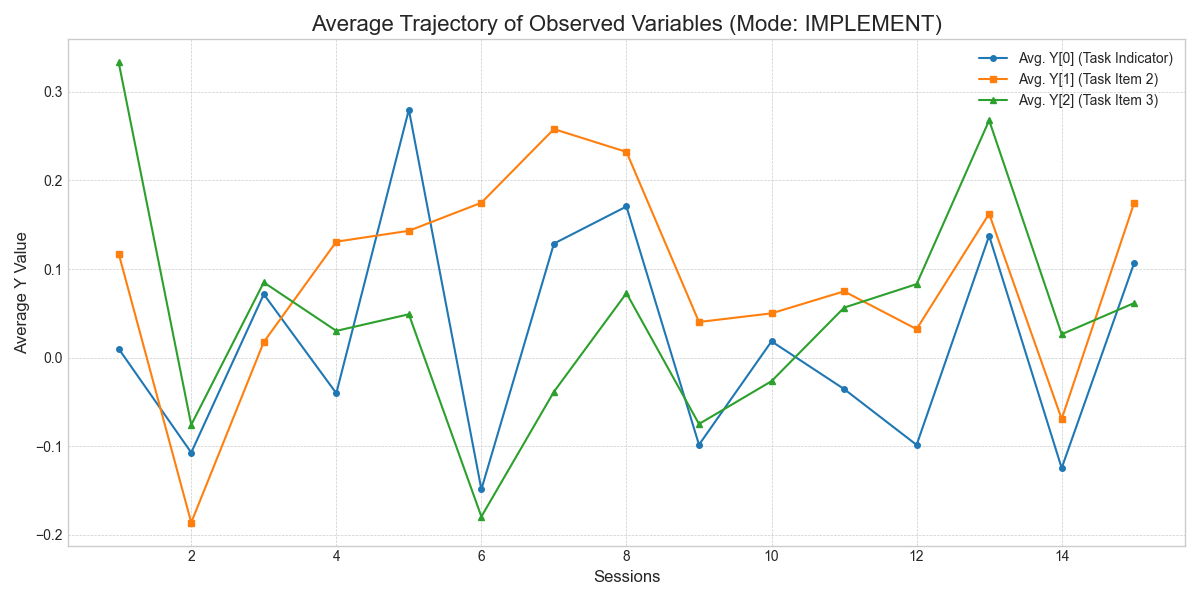 Average Trajectory of Observed Variables (Mode: IMPLEMENT)
Avg. Y[0] (Task Indicator)
Avg. Y[1] (Task Item 2)
Avg. Y[2] (Task Item 3)
Average Y Value
0.3
0.2
0.1
0.0
−0.1
−0.2
2 4 6 8 10 12 14
Sessions